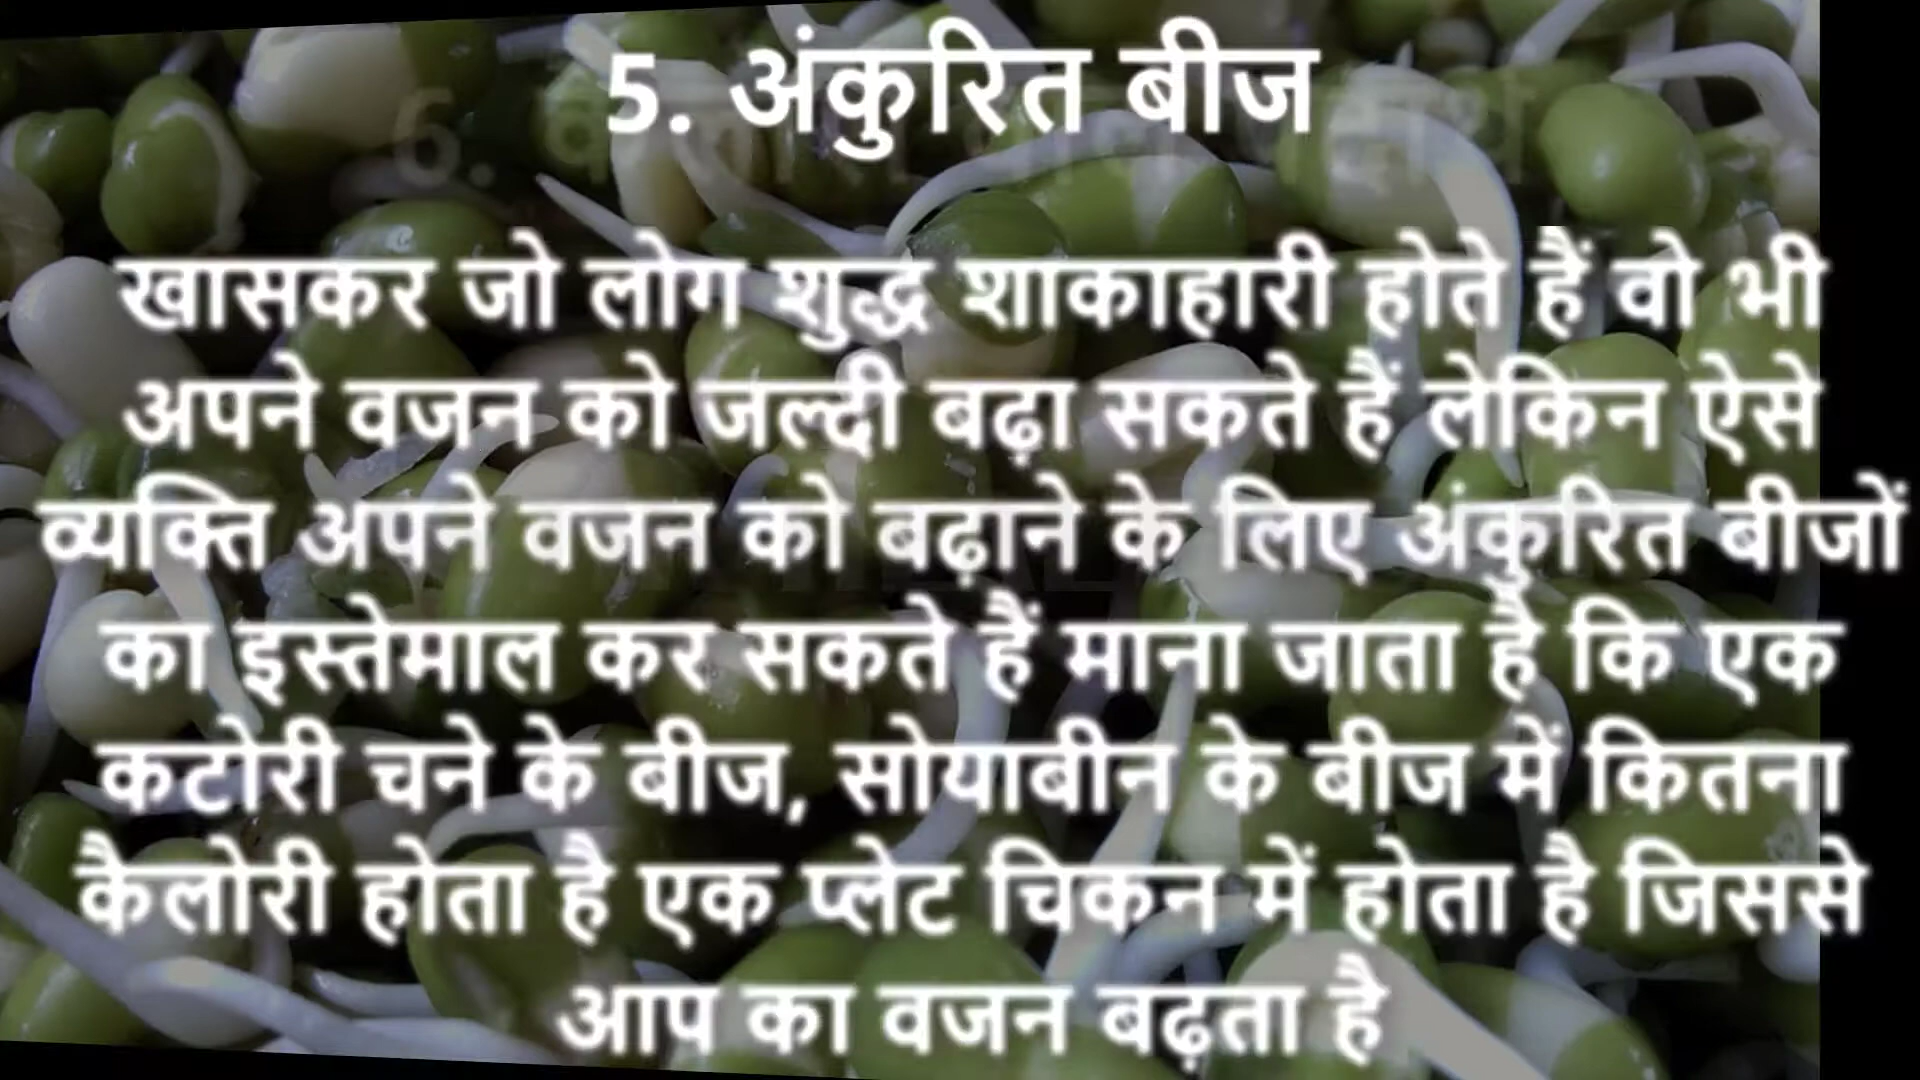 5. अंकुरित बीज
खासकर जो लोग शुद्ध शाकाहारी होते हैं वो भी
अपने वजन को जल्दी बढ़ा सकते हैं लेकिन ऐसे
व्यक्ति अपने वजन को बढ़ाने के लिए अंकुरित बीजों
का इस्तेमाल कर सकते हैं माना जाता है कि एक
कटोरी चने के बीज, सोयाबीन के बीज में कितना
कैलोरी होता है एक प्लेट चिकन में होता है जिससे
आप का वजन बढ़ता है